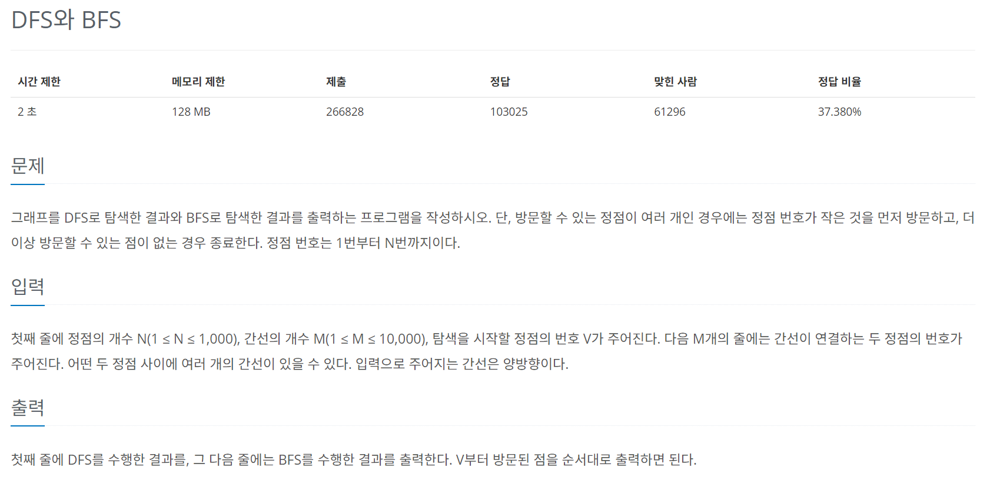 DFS와 BFS
시간 제한 메모리 제한 제출 정답 맞힌 사람 정답 비율
2 초 128 MB 266828 103025 61296 37.380%
문제
그래프를 DFS로 탐색한 결과와 BFS로 탐색한 결과를 출력하는 프로그램을 작성하시오. 단, 방문할 수 있는 정점이 여러 개인 경우에는 정점 번호가 작은 것을 먼저 방문하고, 더
이상 방문할 수 있는 점이 없는 경우 종료한다. 정점 번호는 1번부터 N번까지이다.
입력
첫째 줄에 정점의 개수 N(1 ≤ N ≤ 1,000), 간선의 개수 M(1 ≤ M ≤ 10,000), 탐색을 시작할 정점의 번호 V가 주어진다. 다음 M개의 줄에는 간선이 연결하는 두 정점의 번호가
주어진다. 어떤 두 정점 사이에 여러 개의 간선이 있을 수 있다. 입력으로 주어지는 간선은 양방향이다.
출력
첫째 줄에 DFS를 수행한 결과를, 그 다음 줄에는 BFS를 수행한 결과를 출력한다. V부터 방문된 점을 순서대로 출력하면 된다.